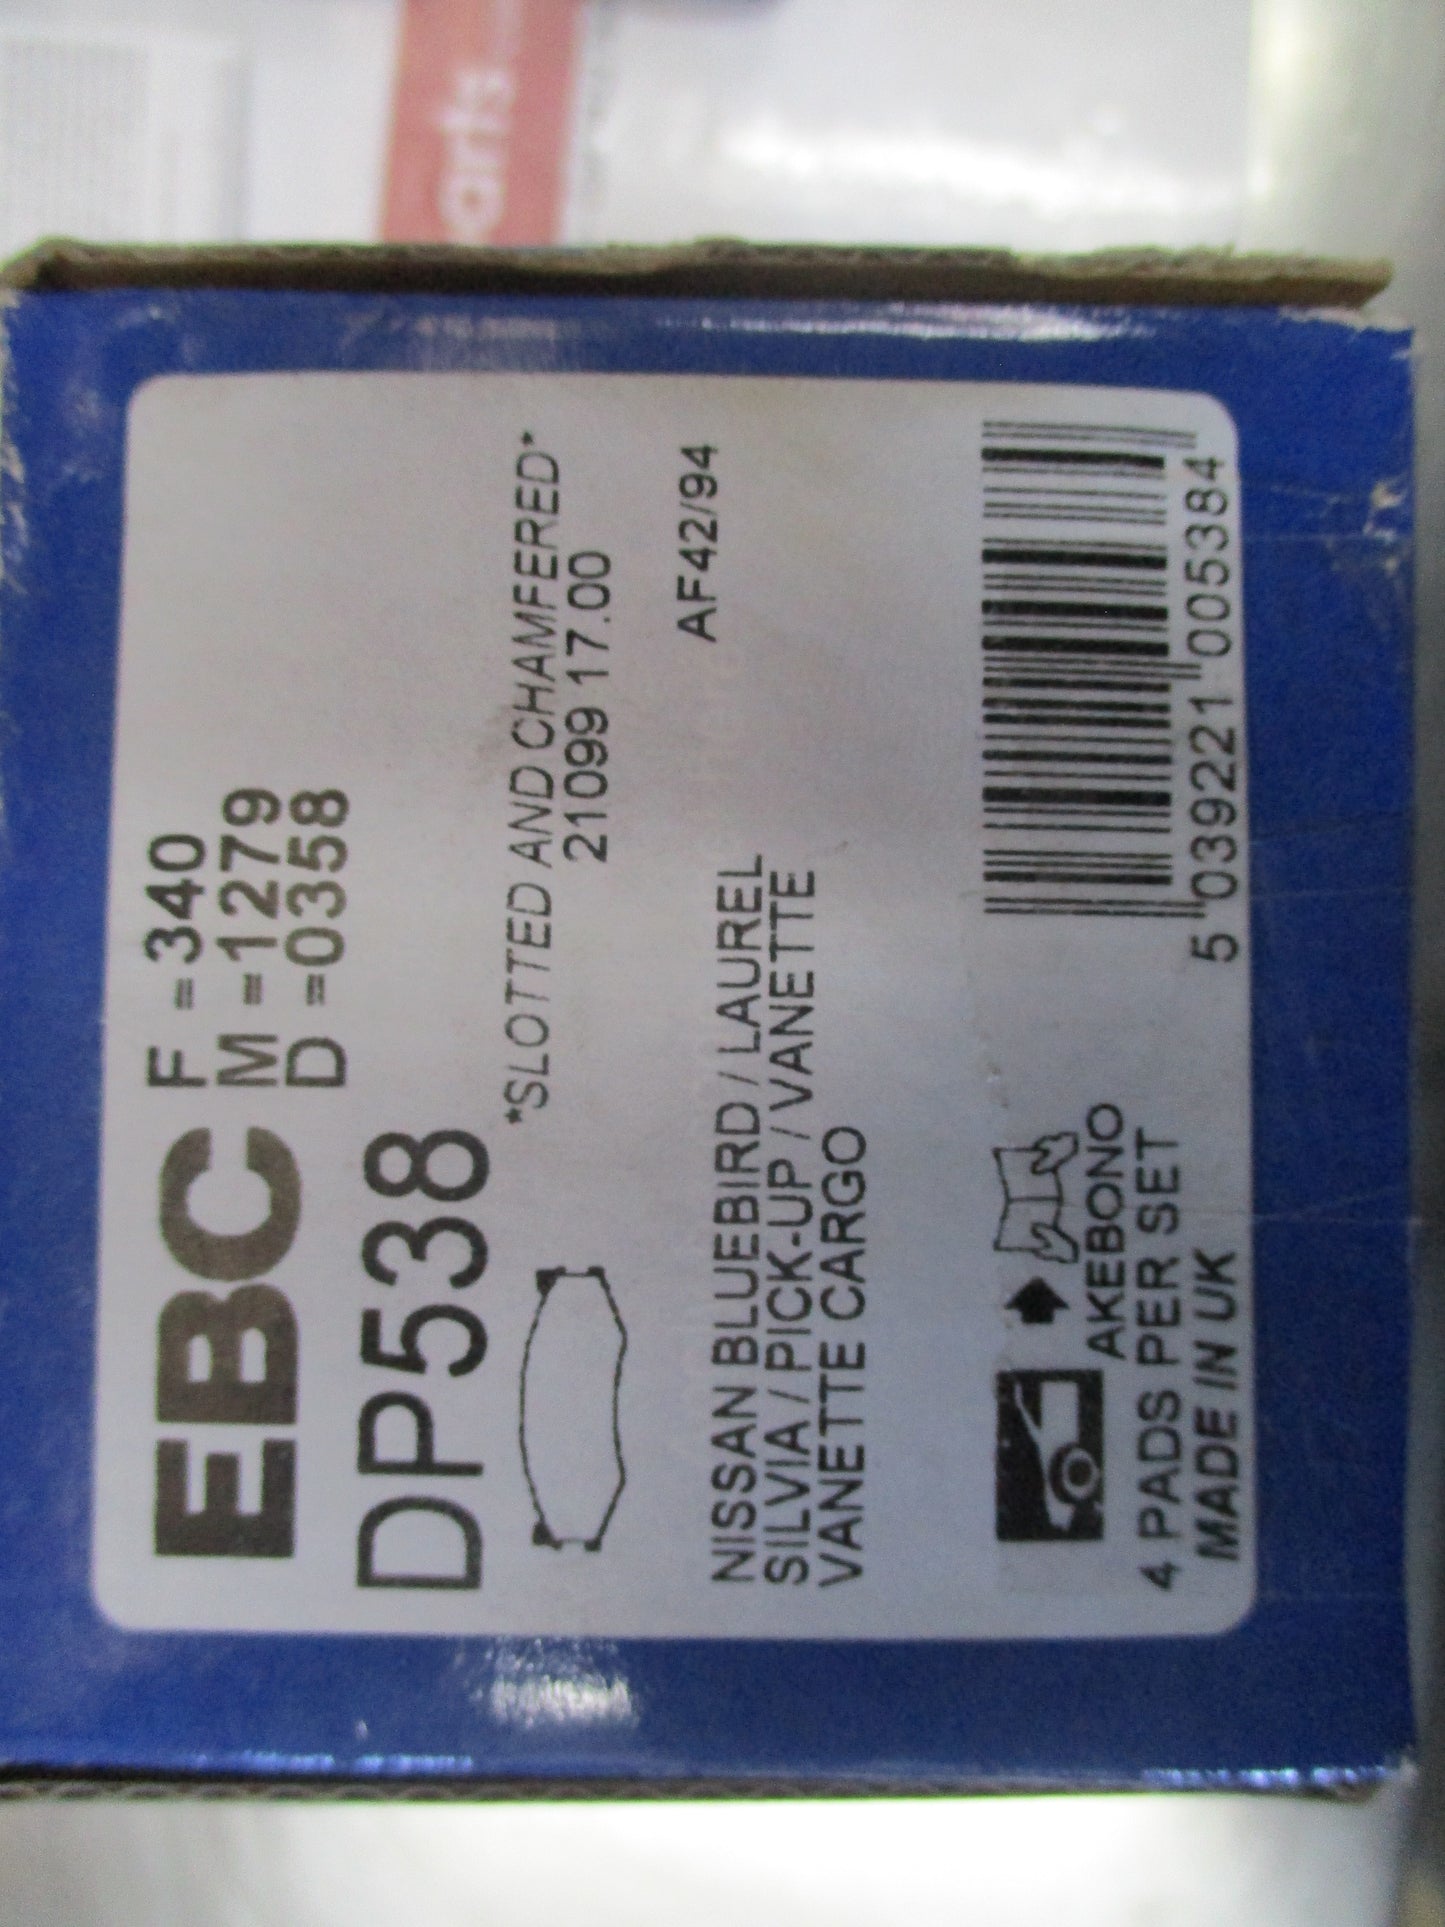 arts
EBC
F = 340
M = 1279
D = 0358
DP538
*SLOTTED AND CHAMFERED*
21099 17.00
AF42/94
NISSAN BLUEBIRD / LAUREL
SILVIA / PICK-UP / VANETTE
VANETTE CARGO
AKEBONO
4 PADS PER SET
MADE IN UK
5 039221 005384